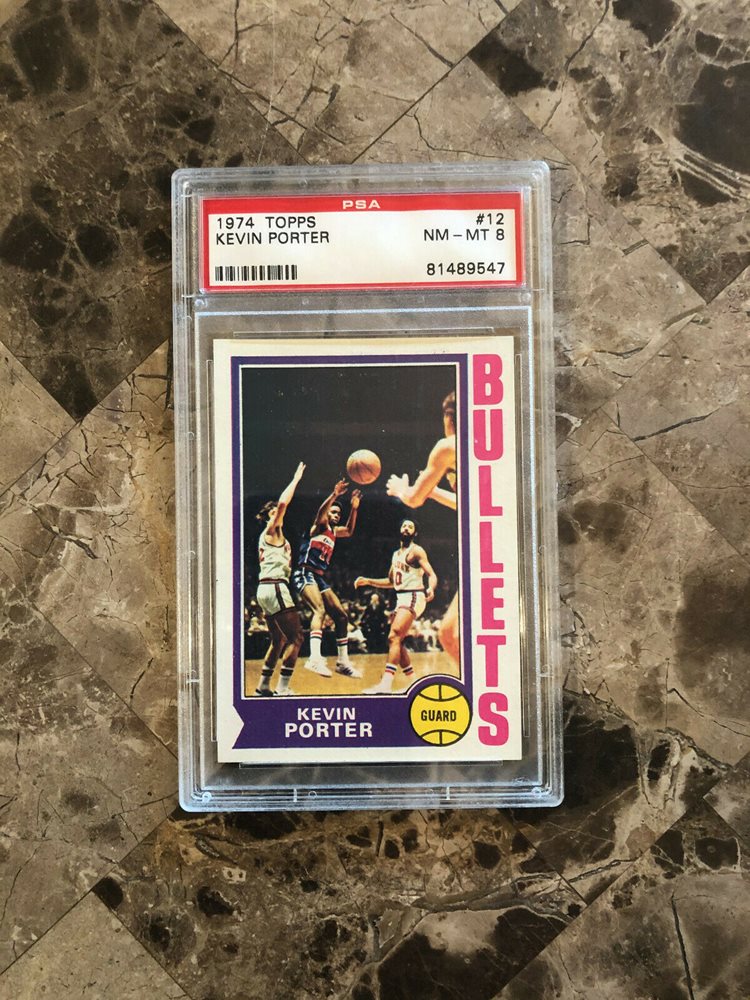 PSA
1974 TOPPS #12
KEVIN PORTER NM-MT 8
81489547
BULLETS
KEVIN
PORTER
GUARD